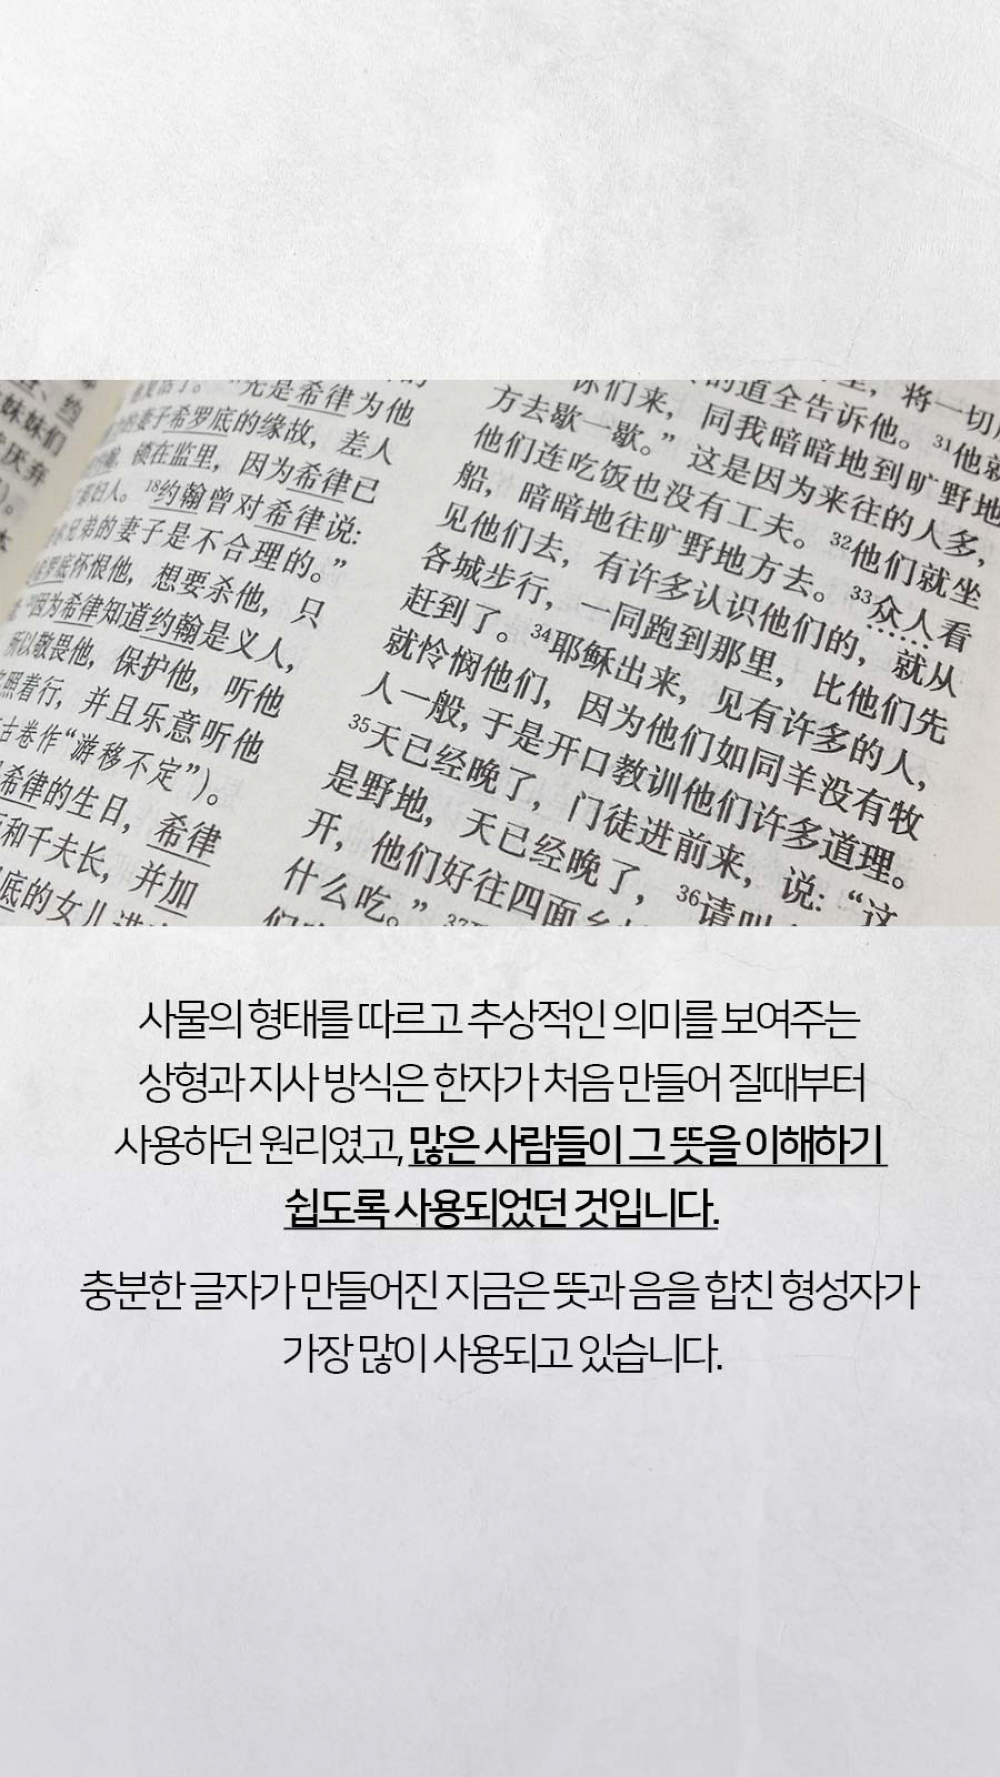 妹妹们
厌弃
先是希律为他
的妻子希罗底的缘故，差人
锁在监里，因为希律已
妇人。¹⁸约翰曾对希律说：
兄弟的妻子是不合理的。”
希罗底怀恨他，想要杀他，只
因为希律知道约翰是义人，
所以敬畏他，保护他，听他
照着行，并且乐意听他
古卷作“游移不定”）。
希律的生日，希律
和千夫长，并加
底的女儿进
你们来，同我暗暗地到旷野地
方去歇一歇。”这是因为来往的人多，
他们连吃饭也没有工夫。³²他们就坐
船，暗暗地往旷野地方去。³³众人看
见他们去，有许多认识他们的，就从
各城步行，一同跑到那里，比他们先
赶到了。³⁴耶稣出来，见有许多的人，
就怜悯他们，因为他们如同羊没有牧
人一般，于是开口教训他们许多道理。
³⁵天已经晚了，门徒进前来，说：“这
是野地，天已经晚了，³⁶请叫
开，他们好往四面乡
什么吃。”³⁷
道全告诉他。³¹他就
将一切
사물의 형태를 따르고 추상적인 의미를 보여주는
상형과 지사 방식은 한자가 처음 만들어 질때부터
사용하던 원리였고, 많은 사람들이 그 뜻을 이해하기
쉽도록 사용되었던 것입니다.
충분한 글자가 만들어진 지금은 뜻과 음을 합친 형성자가
가장 많이 사용되고 있습니다.